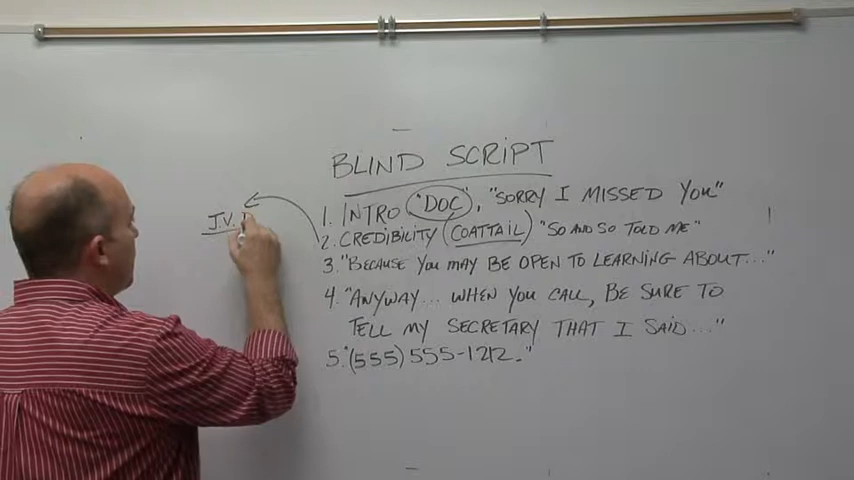 BLIND SCRIPT
1. INTRO "DOC", "SORRY I MISSED YOU"
J.V.
2. CREDIBILITY (COATTAIL) "SO AND SO TOLD ME"
3. "BECAUSE YOU MAY BE OPEN TO LEARNING ABOUT..."
4. "ANYWAY... WHEN YOU CALL, BE SURE TO
TELL MY SECRETARY THAT I SAID..."
5. "(555) 555-1212."